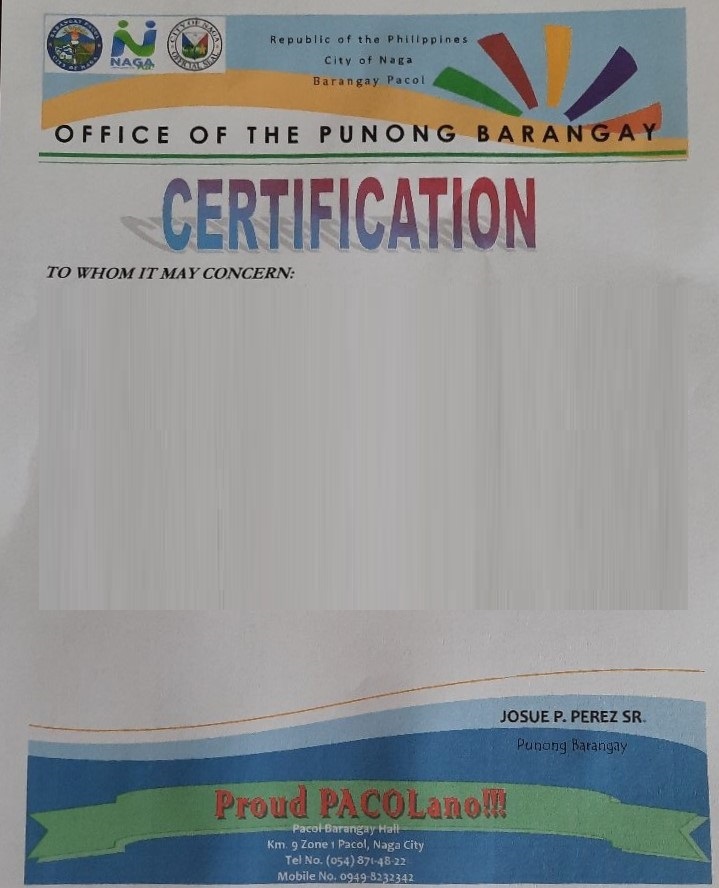 Republic of the Philippines
City of Naga
Barangay Pacol
NAGA
OFFICE OF THE PUNONG BARANGAY
CERTIFICATION
TO WHOM IT MAY CONCERN:
JOSUE P. PEREZ SR.
Punong Barangay
Proud PACOLano!!!
Pacol Barangay Hall
Km. 9 Zone 1 Pacol, Naga City
Tel No. (054) 871-48-22
Mobile No. 0949-8232342